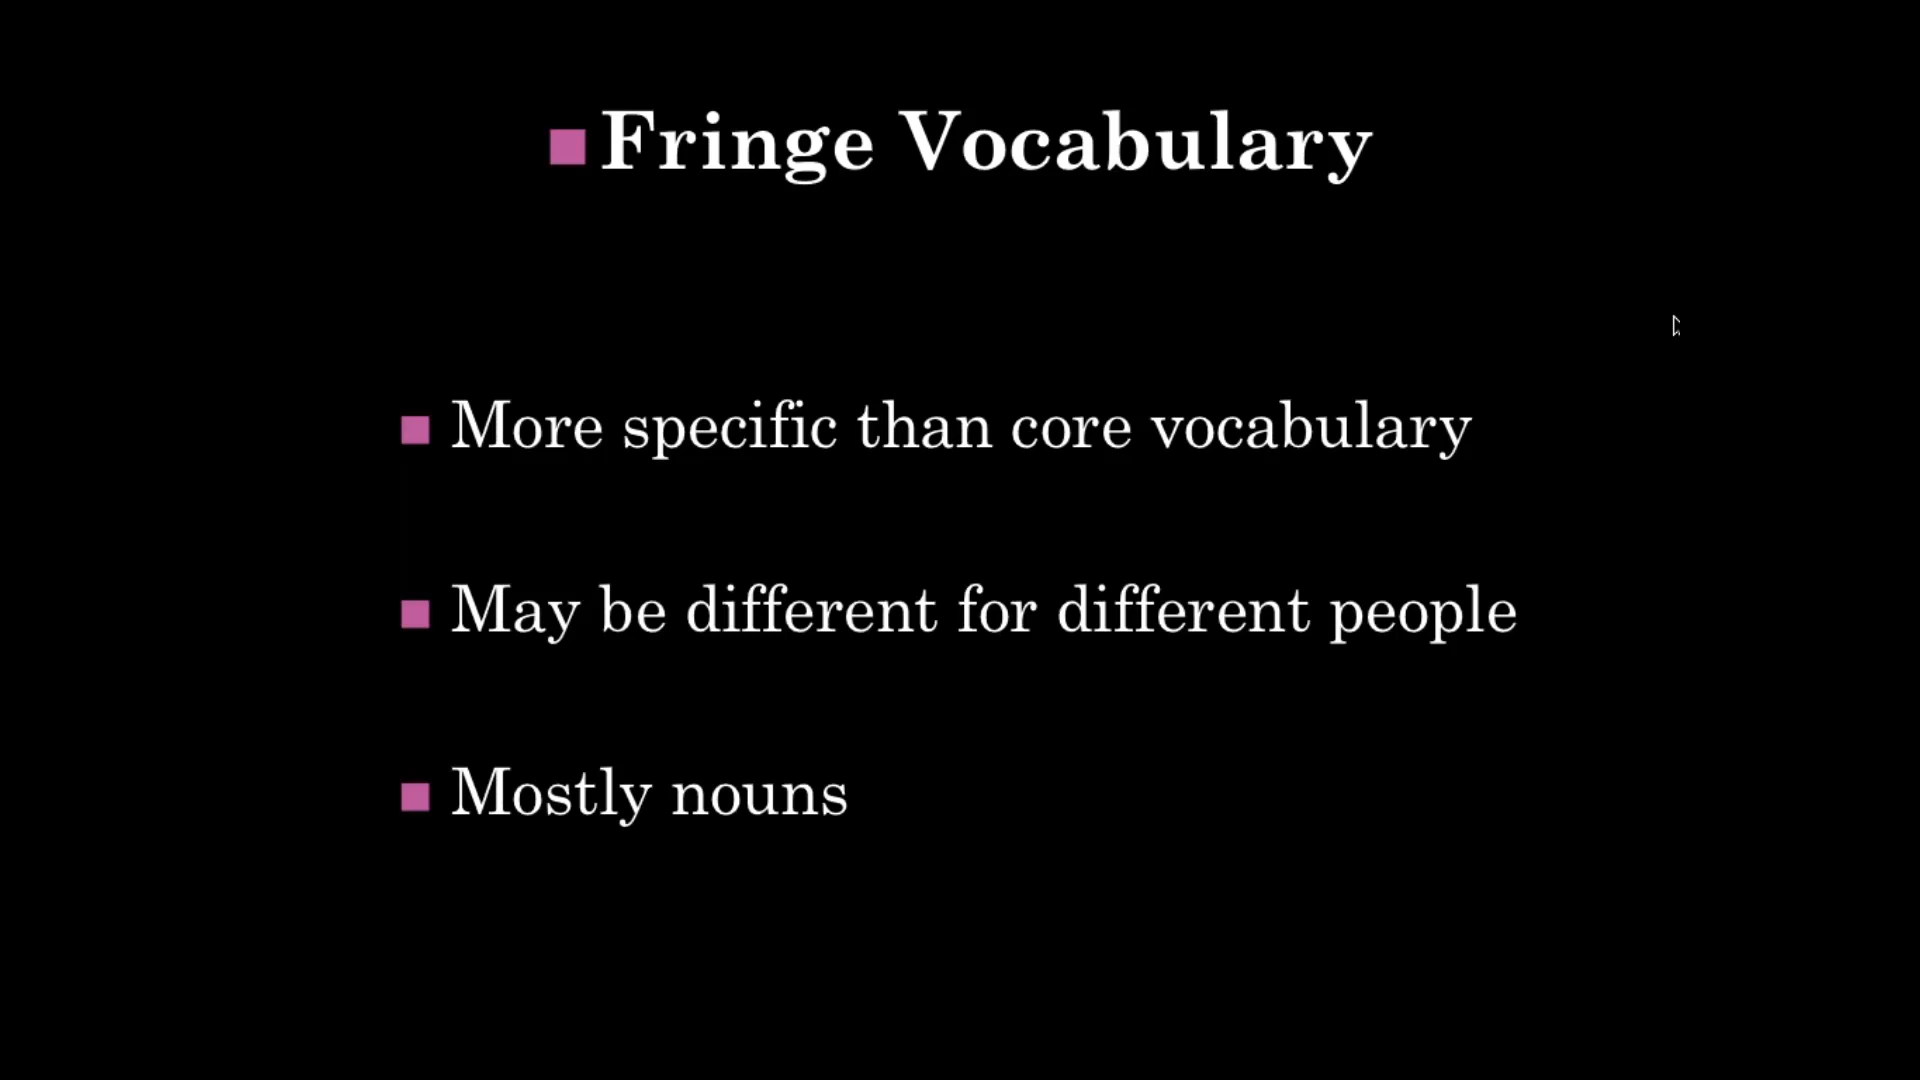 Fringe Vocabulary
More specific than core vocabulary
May be different for different people
Mostly nouns